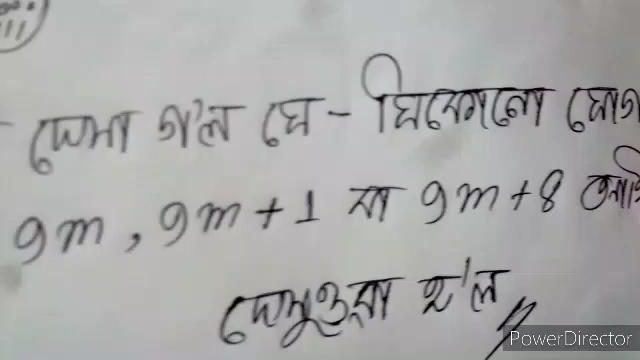 দেখা গ'ল যে - যিকোনো যোগ
9m, 9m+1 বা 9m+8
দেখুওৱা হ'ল
PowerDirector